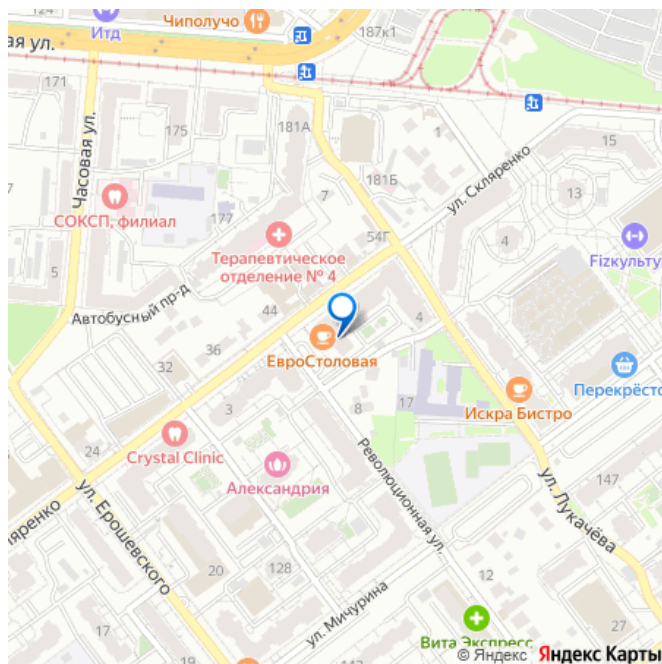 Чиполучо
Итд
187к1
ая ул.
171
175
181А
1
15
Часовая ул.
ул. Скляренко
181Б
7
13
СОКСП, филиал
177
54Г
4
Fizкульту
Терапевтическое
отделение № 4
5
Автобусный пр-д
44
4
36
ЕвроСтоловая
32
Перекрёсто
3
8
17
Искра Бистро
24
Crystal Clinic
Революционная ул.
Александрия
147
ул. Лукачёва
ляренко
ул. Ерошевского
20
128
12
ул. Мичурина
27
17
19
144
Вита Экспресс
© Яндекс Яндекс Карты